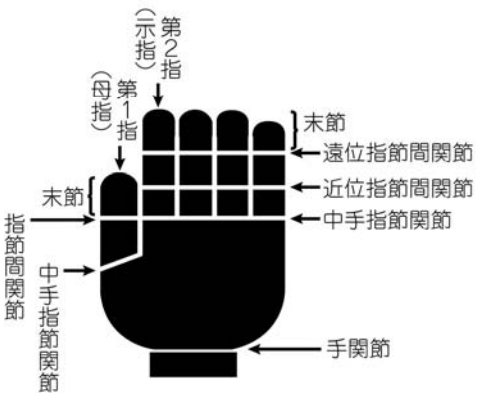 第2指
（示指）
第1指
（母指）
末節
遠位指節間関節
近位指節間関節
中手指節関節
末節
指節間関節
中手指節関節
手関節